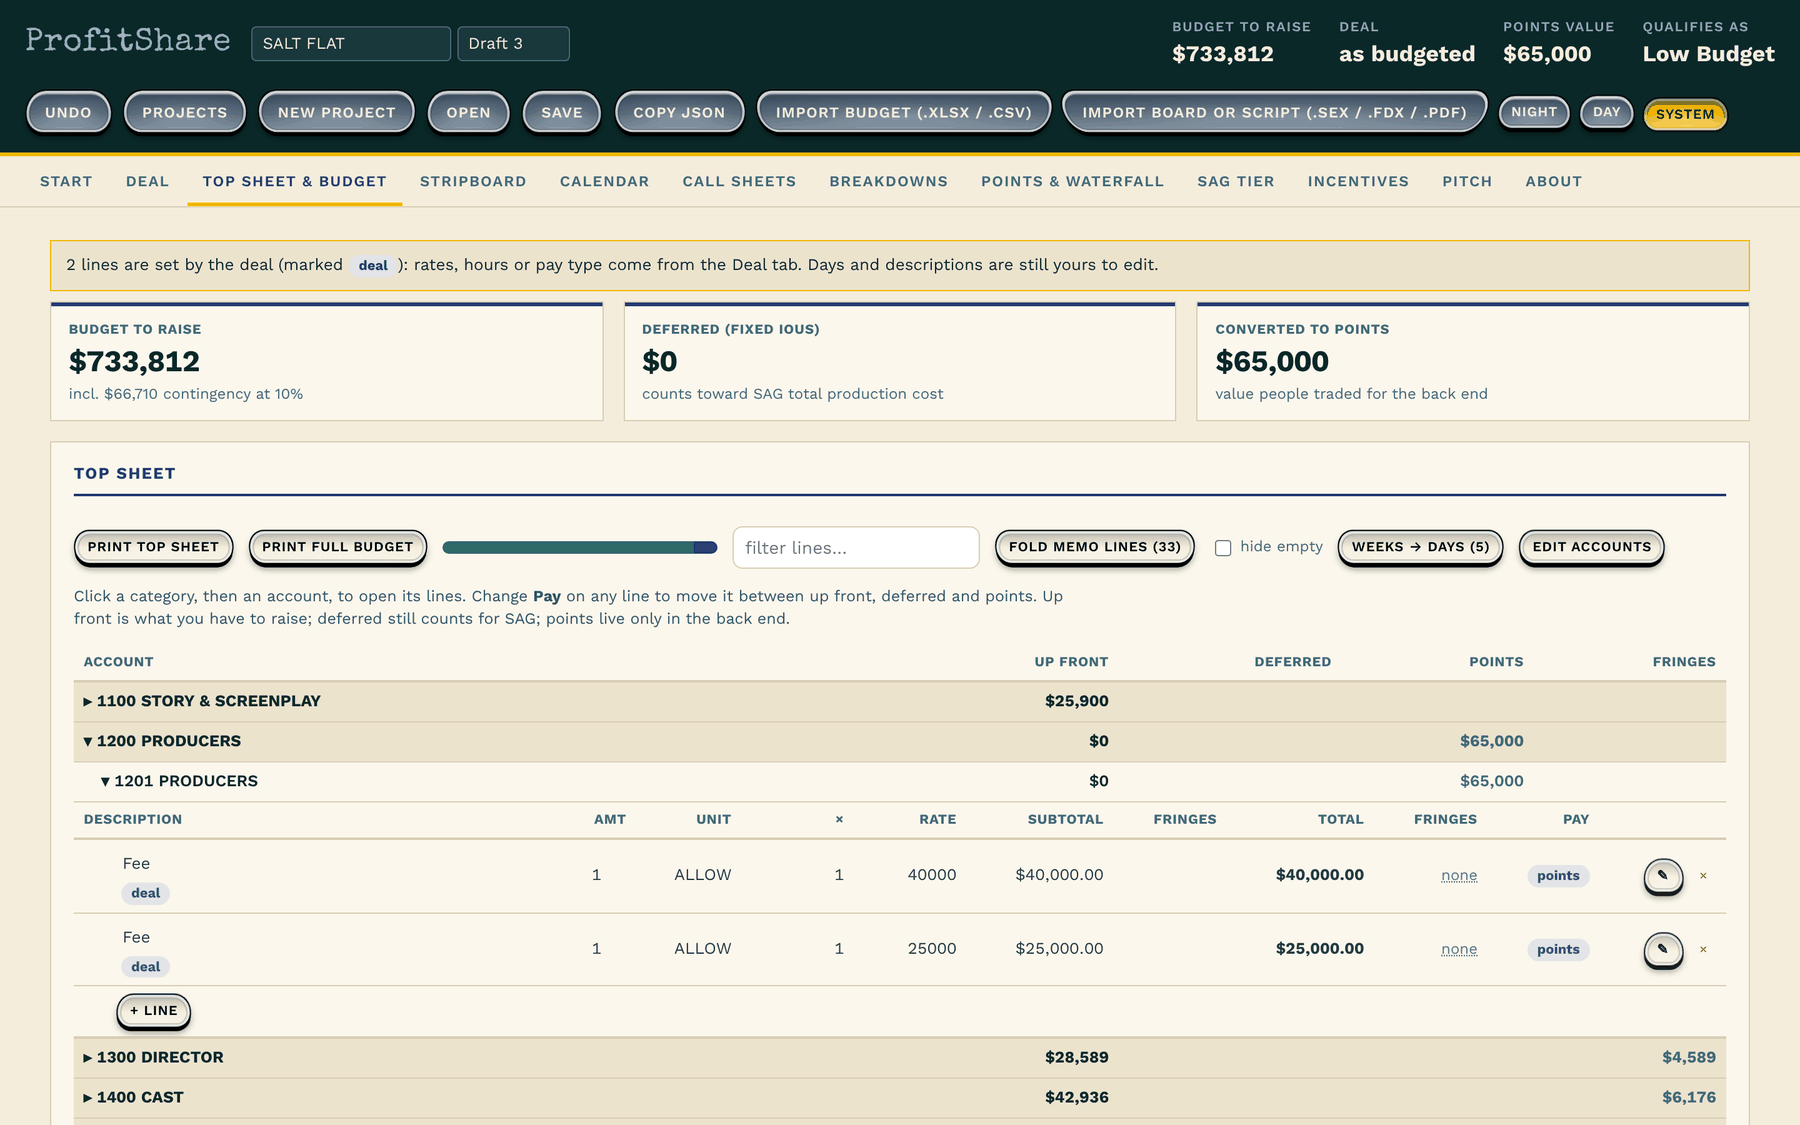 ProfitShare
SALT FLAT
Draft 3
BUDGET TO RAISE
$733,812
DEAL
as budgeted
POINTS VALUE
$65,000
QUALIFIES AS
Low Budget
UNDO PROJECTS NEW PROJECT OPEN SAVE COPY JSON IMPORT BUDGET (.XLSX / .CSV) IMPORT BOARD OR SCRIPT (.SEX / .FDX / .PDF) NIGHT DAY SYSTEM
START DEAL TOP SHEET & BUDGET STRIPBOARD CALENDAR CALL SHEETS BREAKDOWNS POINTS & WATERFALL SAG TIER INCENTIVES PITCH ABOUT
2 lines are set by the deal (marked deal ): rates, hours or pay type come from the Deal tab. Days and descriptions are still yours to edit.
BUDGET TO RAISE
$733,812
incl. $66,710 contingency at 10%
DEFERRED (FIXED IOUS)
$0
counts toward SAG total production cost
CONVERTED TO POINTS
$65,000
value people traded for the back end
TOP SHEET
PRINT TOP SHEET PRINT FULL BUDGET filter lines... FOLD MEMO LINES (33) hide empty WEEKS → DAYS (5) EDIT ACCOUNTS
Click a category, then an account, to open its lines. Change Pay on any line to move it between up front, deferred and points. Up
front is what you have to raise; deferred still counts for SAG; points live only in the back end.
ACCOUNT UP FRONT DEFERRED POINTS FRINGES
▸ 1100 STORY & SCREENPLAY $25,900
▾ 1200 PRODUCERS $0 $65,000
▾ 1201 PRODUCERS $0 $65,000
DESCRIPTION AMT UNIT × RATE SUBTOTAL FRINGES TOTAL FRINGES PAY
Fee 1 ALLOW 1 40000 $40,000.00 $40,000.00 none points ✎ ×
deal
Fee 1 ALLOW 1 25000 $25,000.00 $25,000.00 none points ✎ ×
deal
+ LINE
▸ 1300 DIRECTOR $28,589 $4,589
▸ 1400 CAST $42,936 $6,176